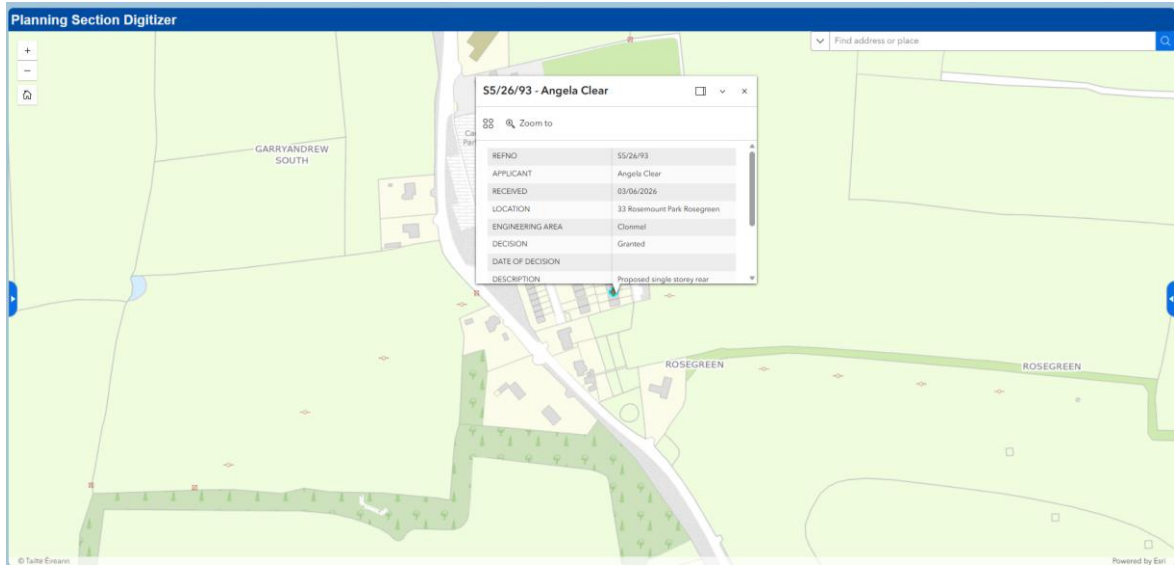 Planning Section Digitizer
+
−
Find address or place
S5/26/93 - Angela Clear
Zoom to
REFNO S5/26/93
APPLICANT Angela Clear
RECEIVED 03/06/2026
LOCATION 33 Rosemount Park Rosegreen
ENGINEERING AREA Clonmel
DECISION Granted
DATE OF DECISION
DESCRIPTION Proposed single storey rear
GARRYANDREW
SOUTH
ROSEGREEN
ROSEGREEN
© Tailte Éireann
Powered by Esri